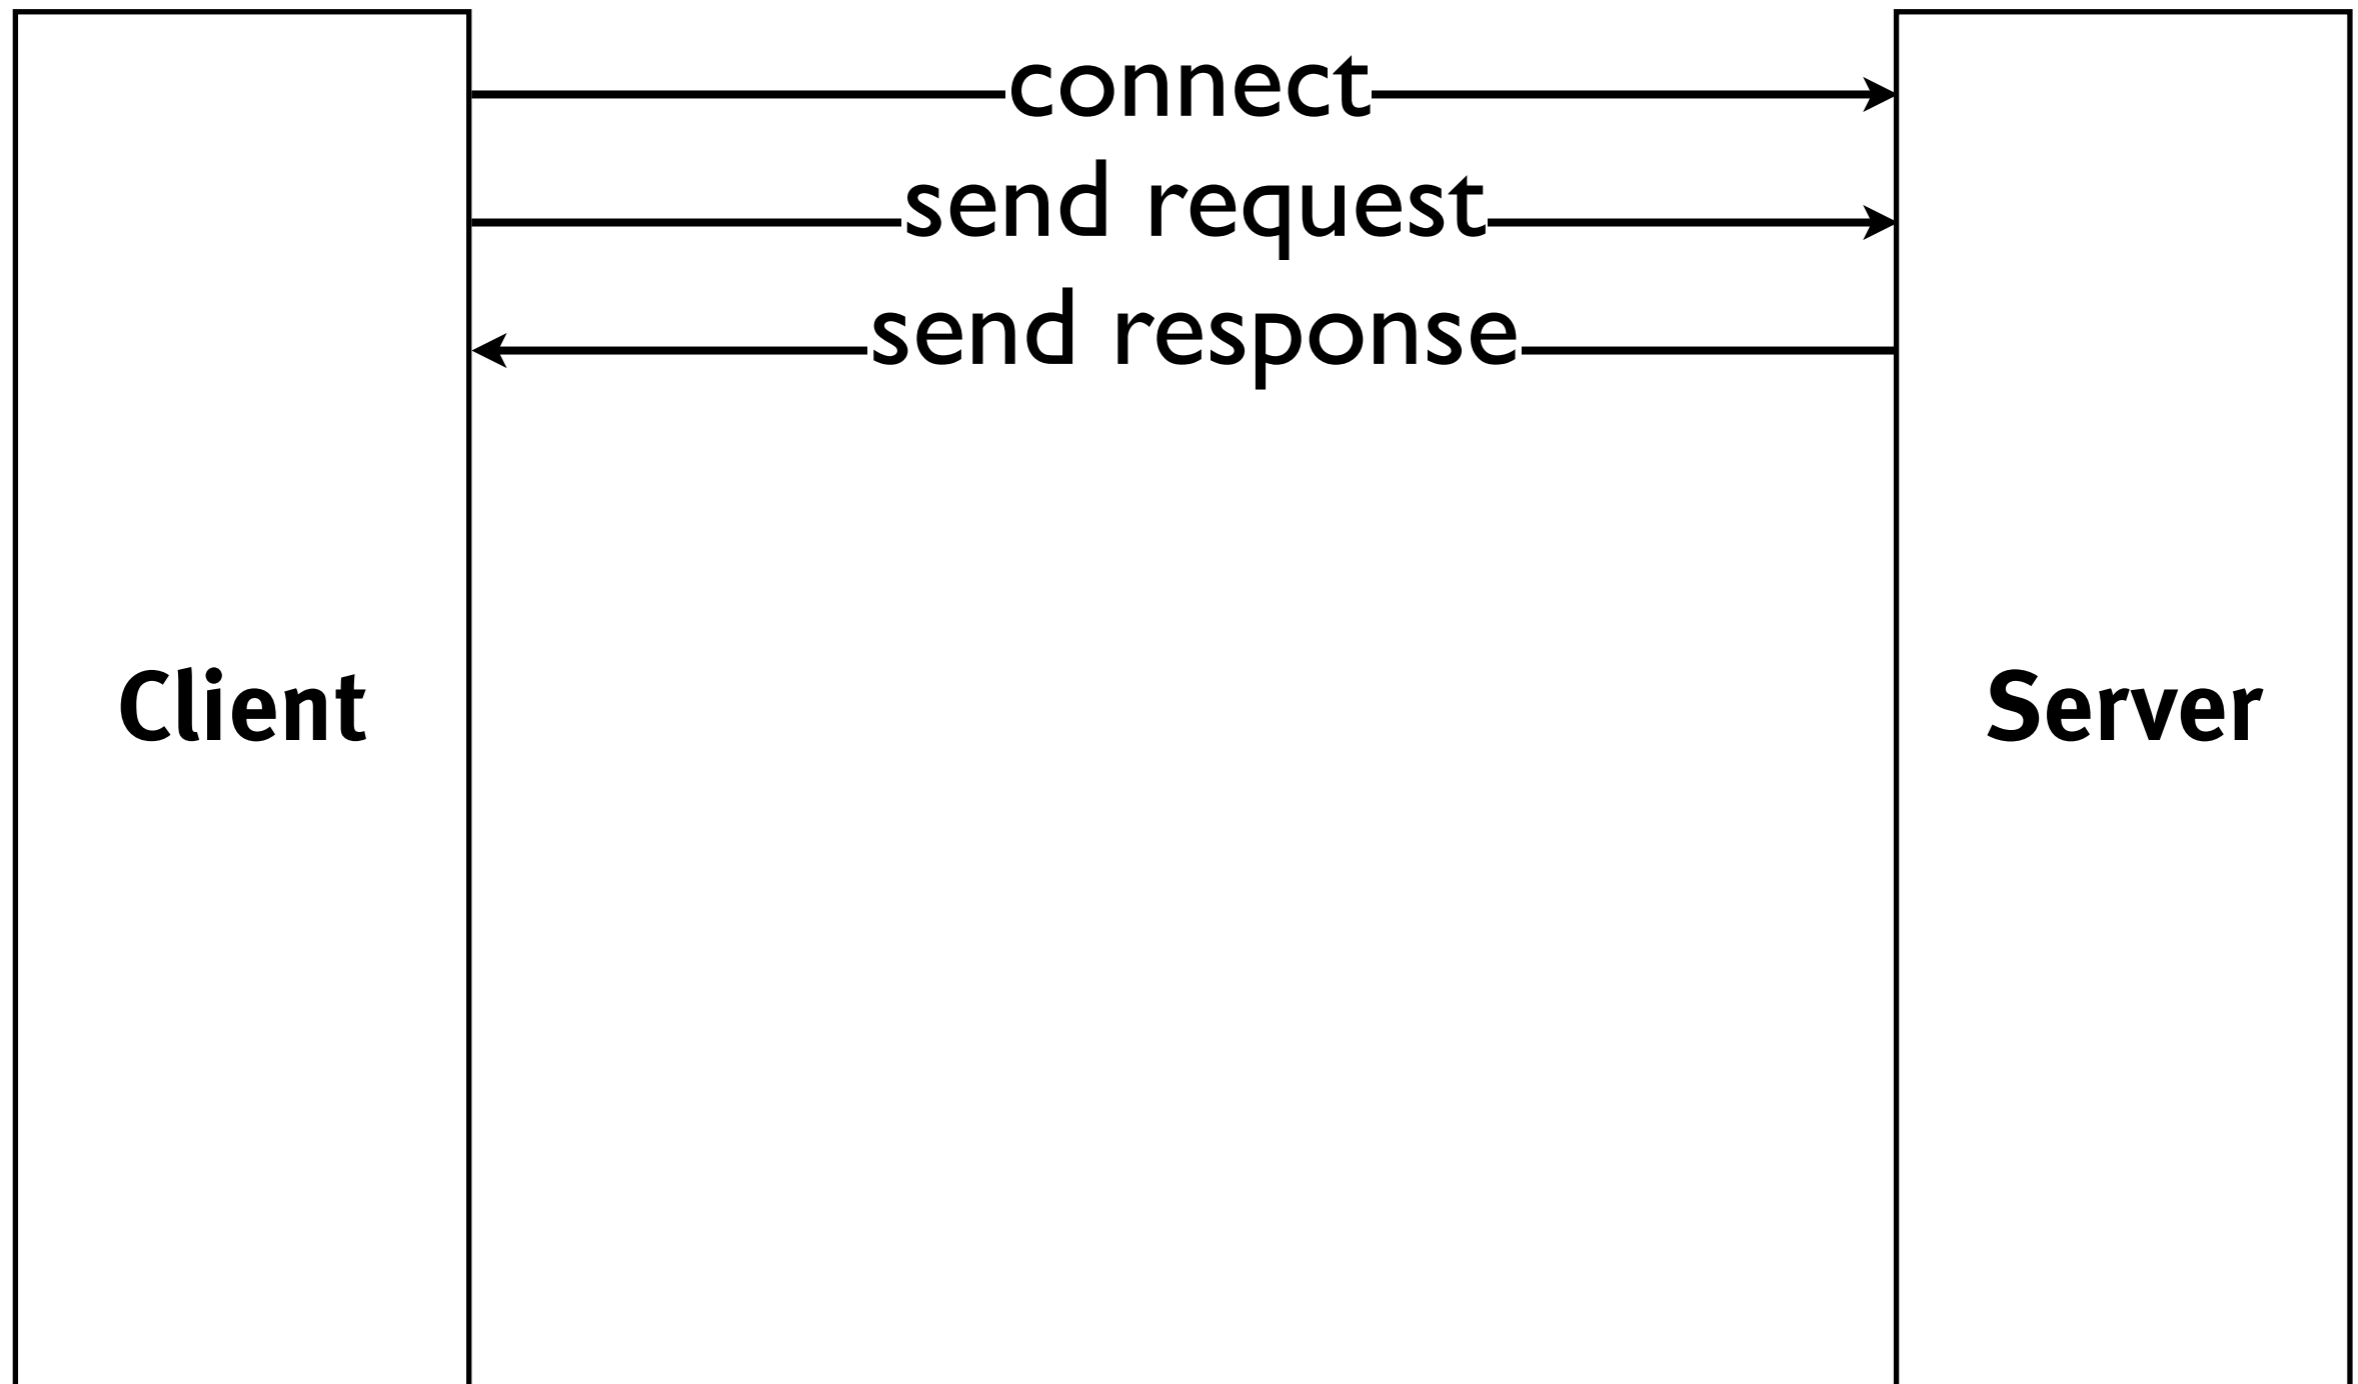 connect
send request
send response
Client
Server